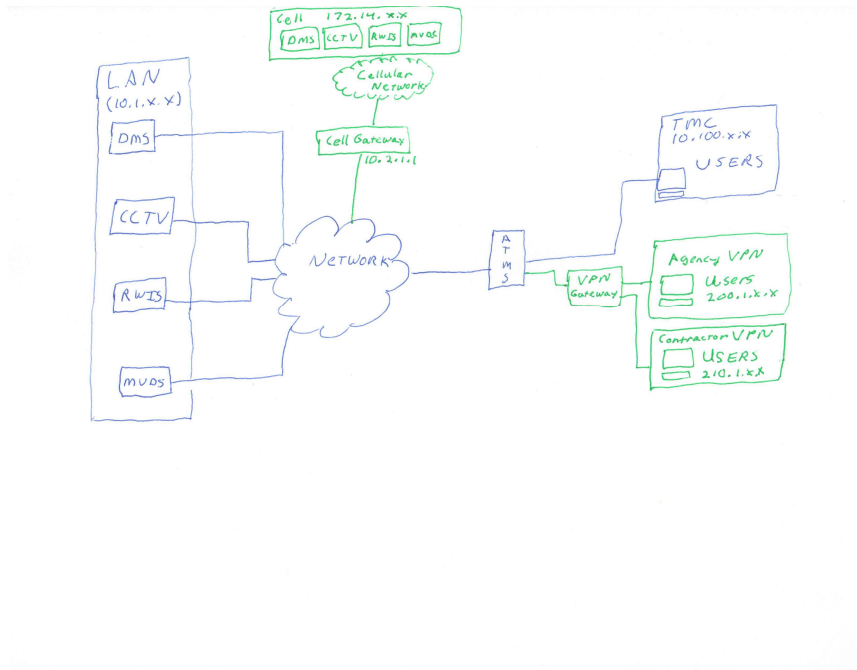 Cell 172.14.x.x
DMS CCTV RWIS MVDS
Cellular
Network
Cell Gateway
10.2.1.1
LAN
(10.1.x.x)
DMS
CCTV
RWIS
MVDS
NETWORK
ATMS
TMC
10.100.x.x
USERS
VPN
Gateway
Agency VPN
Users
200.1.x.x
Contractor VPN
USERS
210.1.x.x